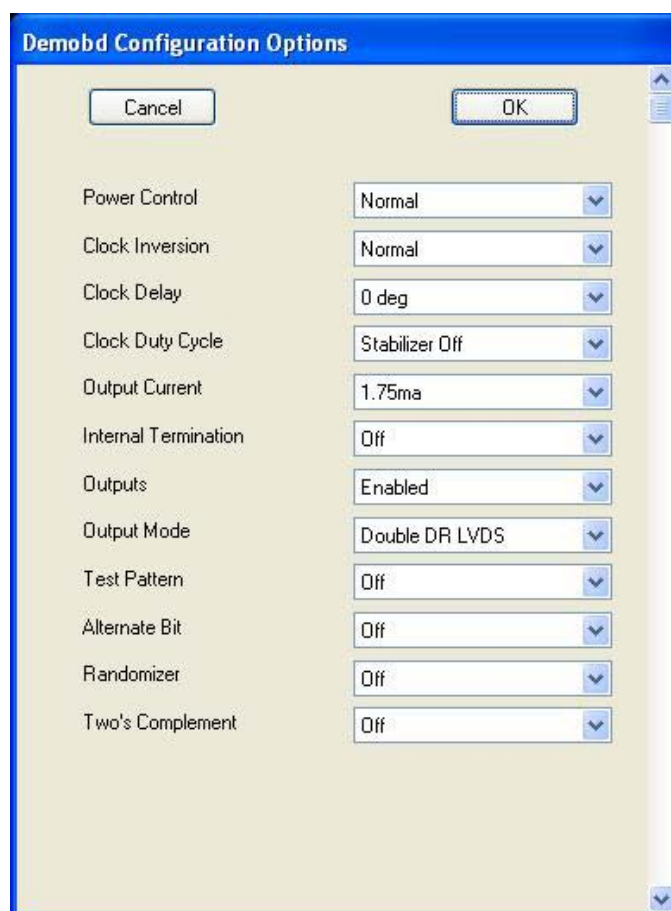 Demobd Configuration Options
Cancel OK
Power Control Normal
Clock Inversion Normal
Clock Delay 0 deg
Clock Duty Cycle Stabilizer Off
Output Current 1.75ma
Internal Termination Off
Outputs Enabled
Output Mode Double DR LVDS
Test Pattern Off
Alternate Bit Off
Randomizer Off
Two's Complement Off